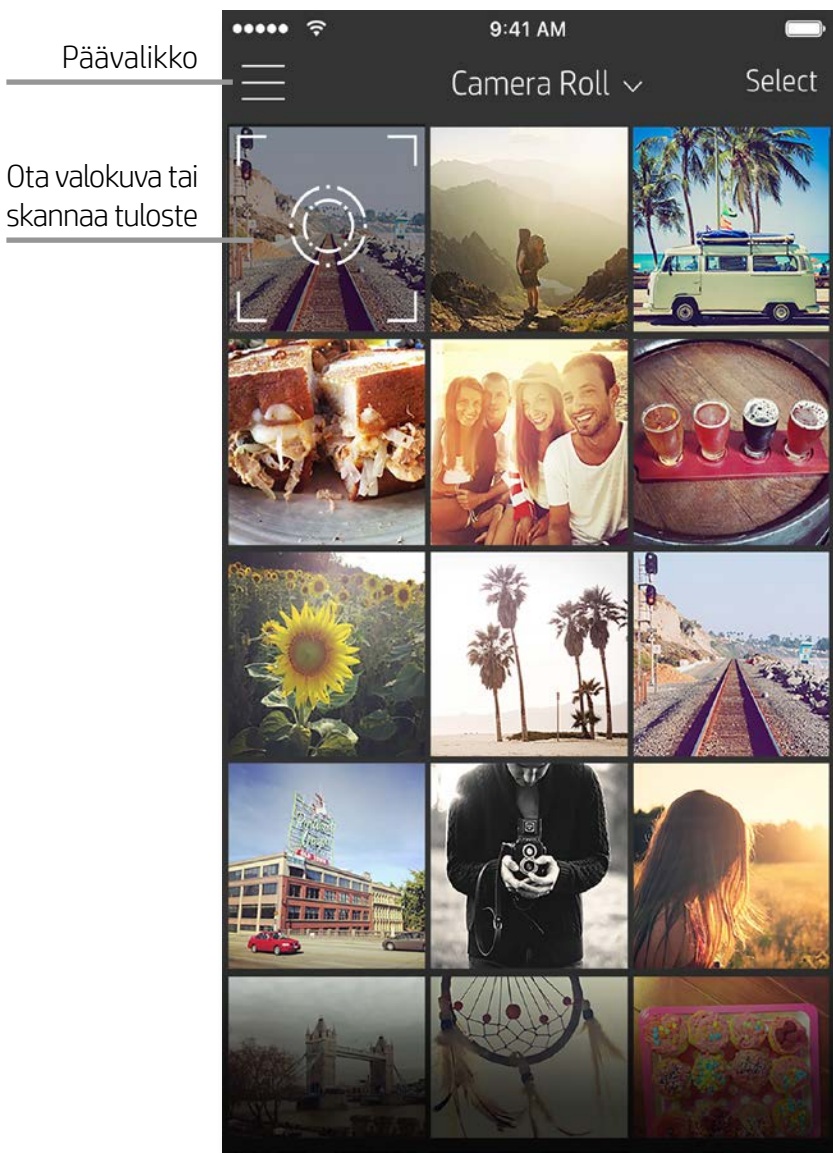 9:41 AM
Päävalikko
Camera Roll
Select
Ota valokuva tai
skannaa tuloste